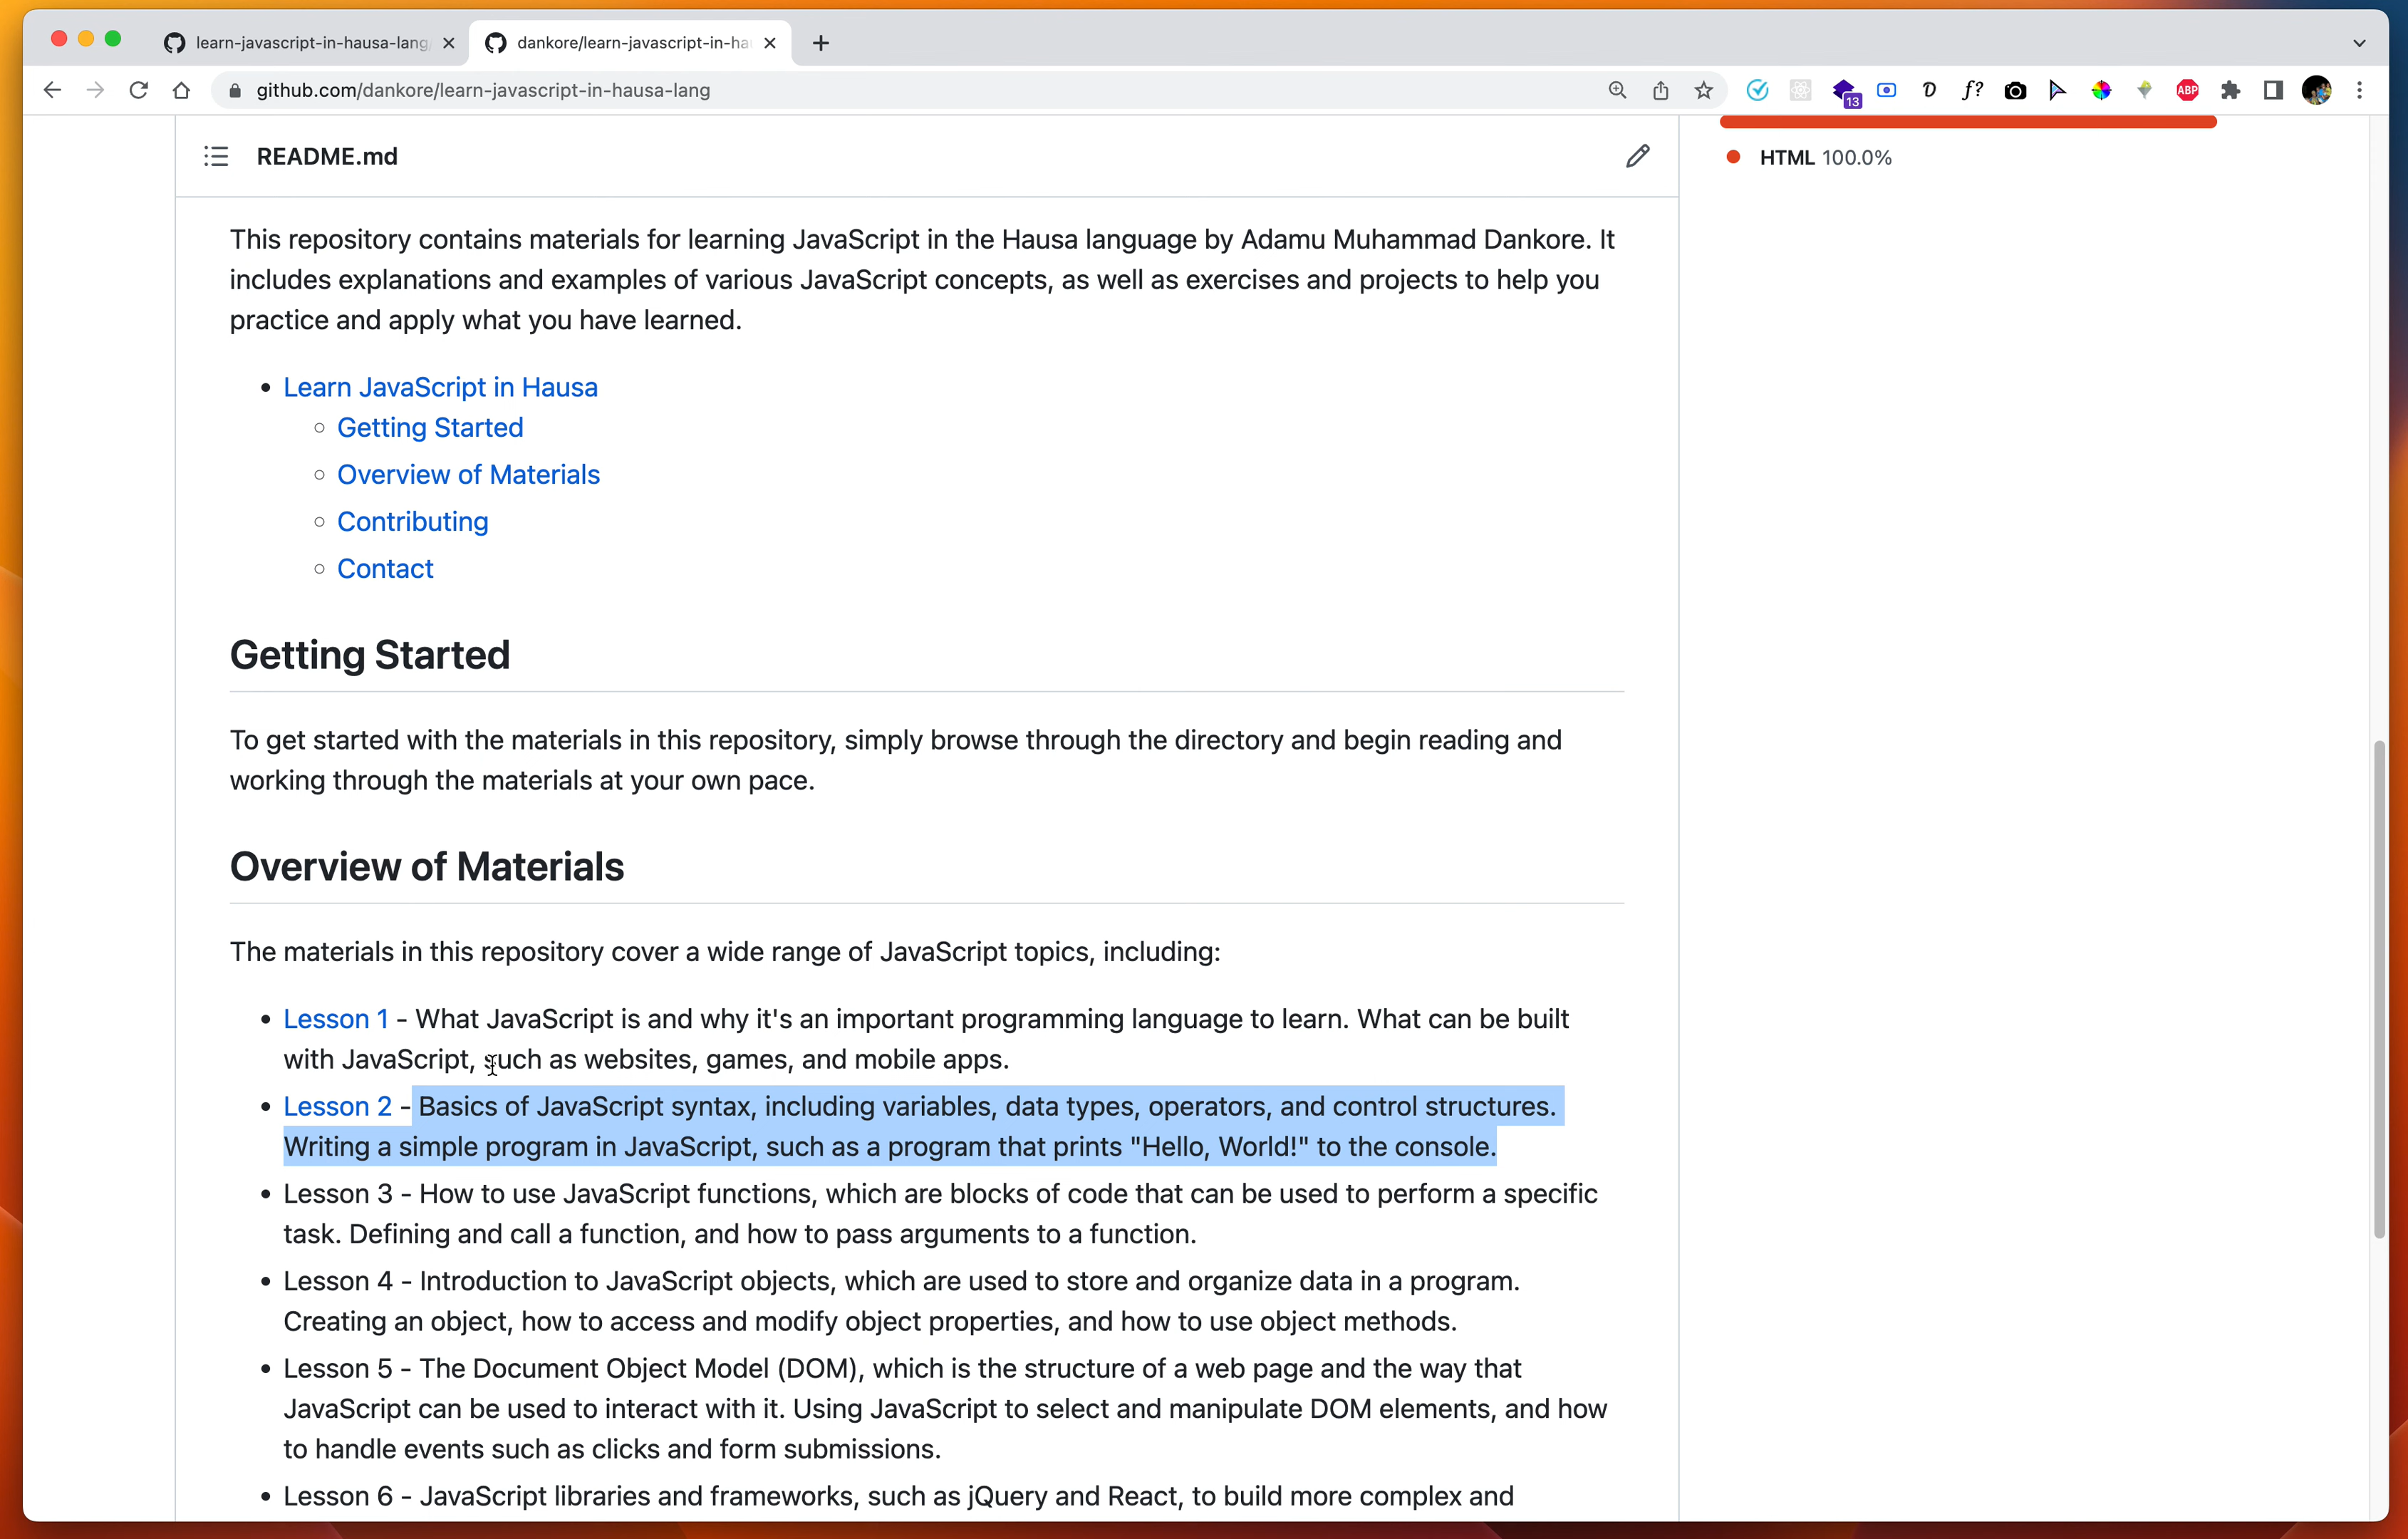 learn-javascript-in-hausa-lang
dankore/learn-javascript-in-ha
github.com/dankore/learn-javascript-in-hausa-lang
13
D
f?
ABP
README.md
HTML 100.0%
This repository contains materials for learning JavaScript in the Hausa language by Adamu Muhammad Dankore. It
includes explanations and examples of various JavaScript concepts, as well as exercises and projects to help you
practice and apply what you have learned.
Learn JavaScript in Hausa
Getting Started
Overview of Materials
Contributing
Contact
Getting Started
To get started with the materials in this repository, simply browse through the directory and begin reading and
working through the materials at your own pace.
Overview of Materials
The materials in this repository cover a wide range of JavaScript topics, including:
Lesson 1 - What JavaScript is and why it's an important programming language to learn. What can be built
with JavaScript, such as websites, games, and mobile apps.
Lesson 2 - Basics of JavaScript syntax, including variables, data types, operators, and control structures.
Writing a simple program in JavaScript, such as a program that prints "Hello, World!" to the console.
Lesson 3 - How to use JavaScript functions, which are blocks of code that can be used to perform a specific
task. Defining and call a function, and how to pass arguments to a function.
Lesson 4 - Introduction to JavaScript objects, which are used to store and organize data in a program.
Creating an object, how to access and modify object properties, and how to use object methods.
Lesson 5 - The Document Object Model (DOM), which is the structure of a web page and the way that
JavaScript can be used to interact with it. Using JavaScript to select and manipulate DOM elements, and how
to handle events such as clicks and form submissions.
Lesson 6 - JavaScript libraries and frameworks, such as jQuery and React, to build more complex and